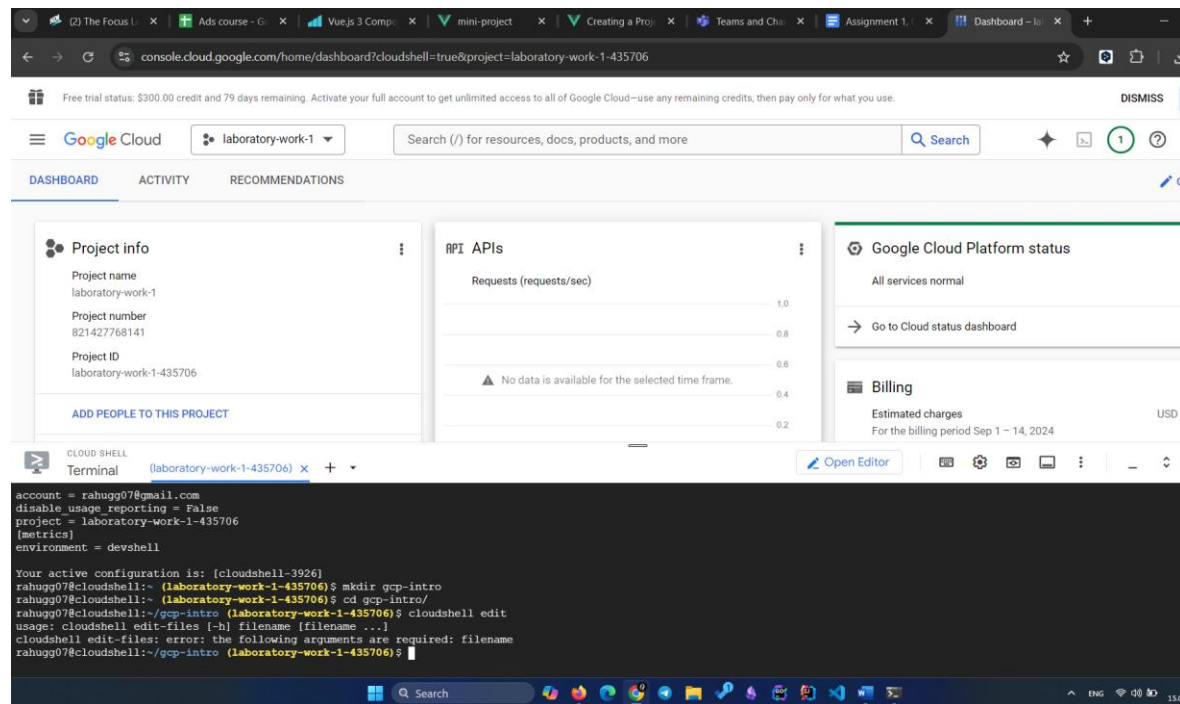 (2) The Focus L
Ads course - G
Vue.js 3 Compo
mini-project
Creating a Proj
Teams and Cha
Assignment 1,
Dashboard – la
console.cloud.google.com/home/dashboard?cloudshell=true&project=laboratory-work-1-435706
Free trial status: $300.00 credit and 79 days remaining. Activate your full account to get unlimited access to all of Google Cloud—use any remaining credits, then pay only for what you use.
DISMISS
Google Cloud
laboratory-work-1
Search (/) for resources, docs, products, and more
Search
1
DASHBOARD
ACTIVITY
RECOMMENDATIONS
Project info
Project name
laboratory-work-1
Project number
821427768141
Project ID
laboratory-work-1-435706
ADD PEOPLE TO THIS PROJECT
API APIs
Requests (requests/sec)
1.0
0.8
0.6
No data is available for the selected time frame.
0.4
0.2
Google Cloud Platform status
All services normal
Go to Cloud status dashboard
Billing
Estimated charges
USD
For the billing period Sep 1 – 14, 2024
CLOUD SHELL
Terminal
(laboratory-work-1-435706)
Open Editor
account = rahugg07@gmail.com
disable_usage_reporting = False
project = laboratory-work-1-435706
[metrics]
environment = devshell
Your active configuration is: [cloudshell-3926]
rahugg07@cloudshell:~ (laboratory-work-1-435706)$ mkdir gcp-intro
rahugg07@cloudshell:~ (laboratory-work-1-435706)$ cd gcp-intro/
rahugg07@cloudshell:~/gcp-intro (laboratory-work-1-435706)$ cloudshell edit
usage: cloudshell edit-files [-h] filename [filename ...]
cloudshell edit-files: error: the following arguments are required: filename
rahugg07@cloudshell:~/gcp-intro (laboratory-work-1-435706)$
Search
ENG